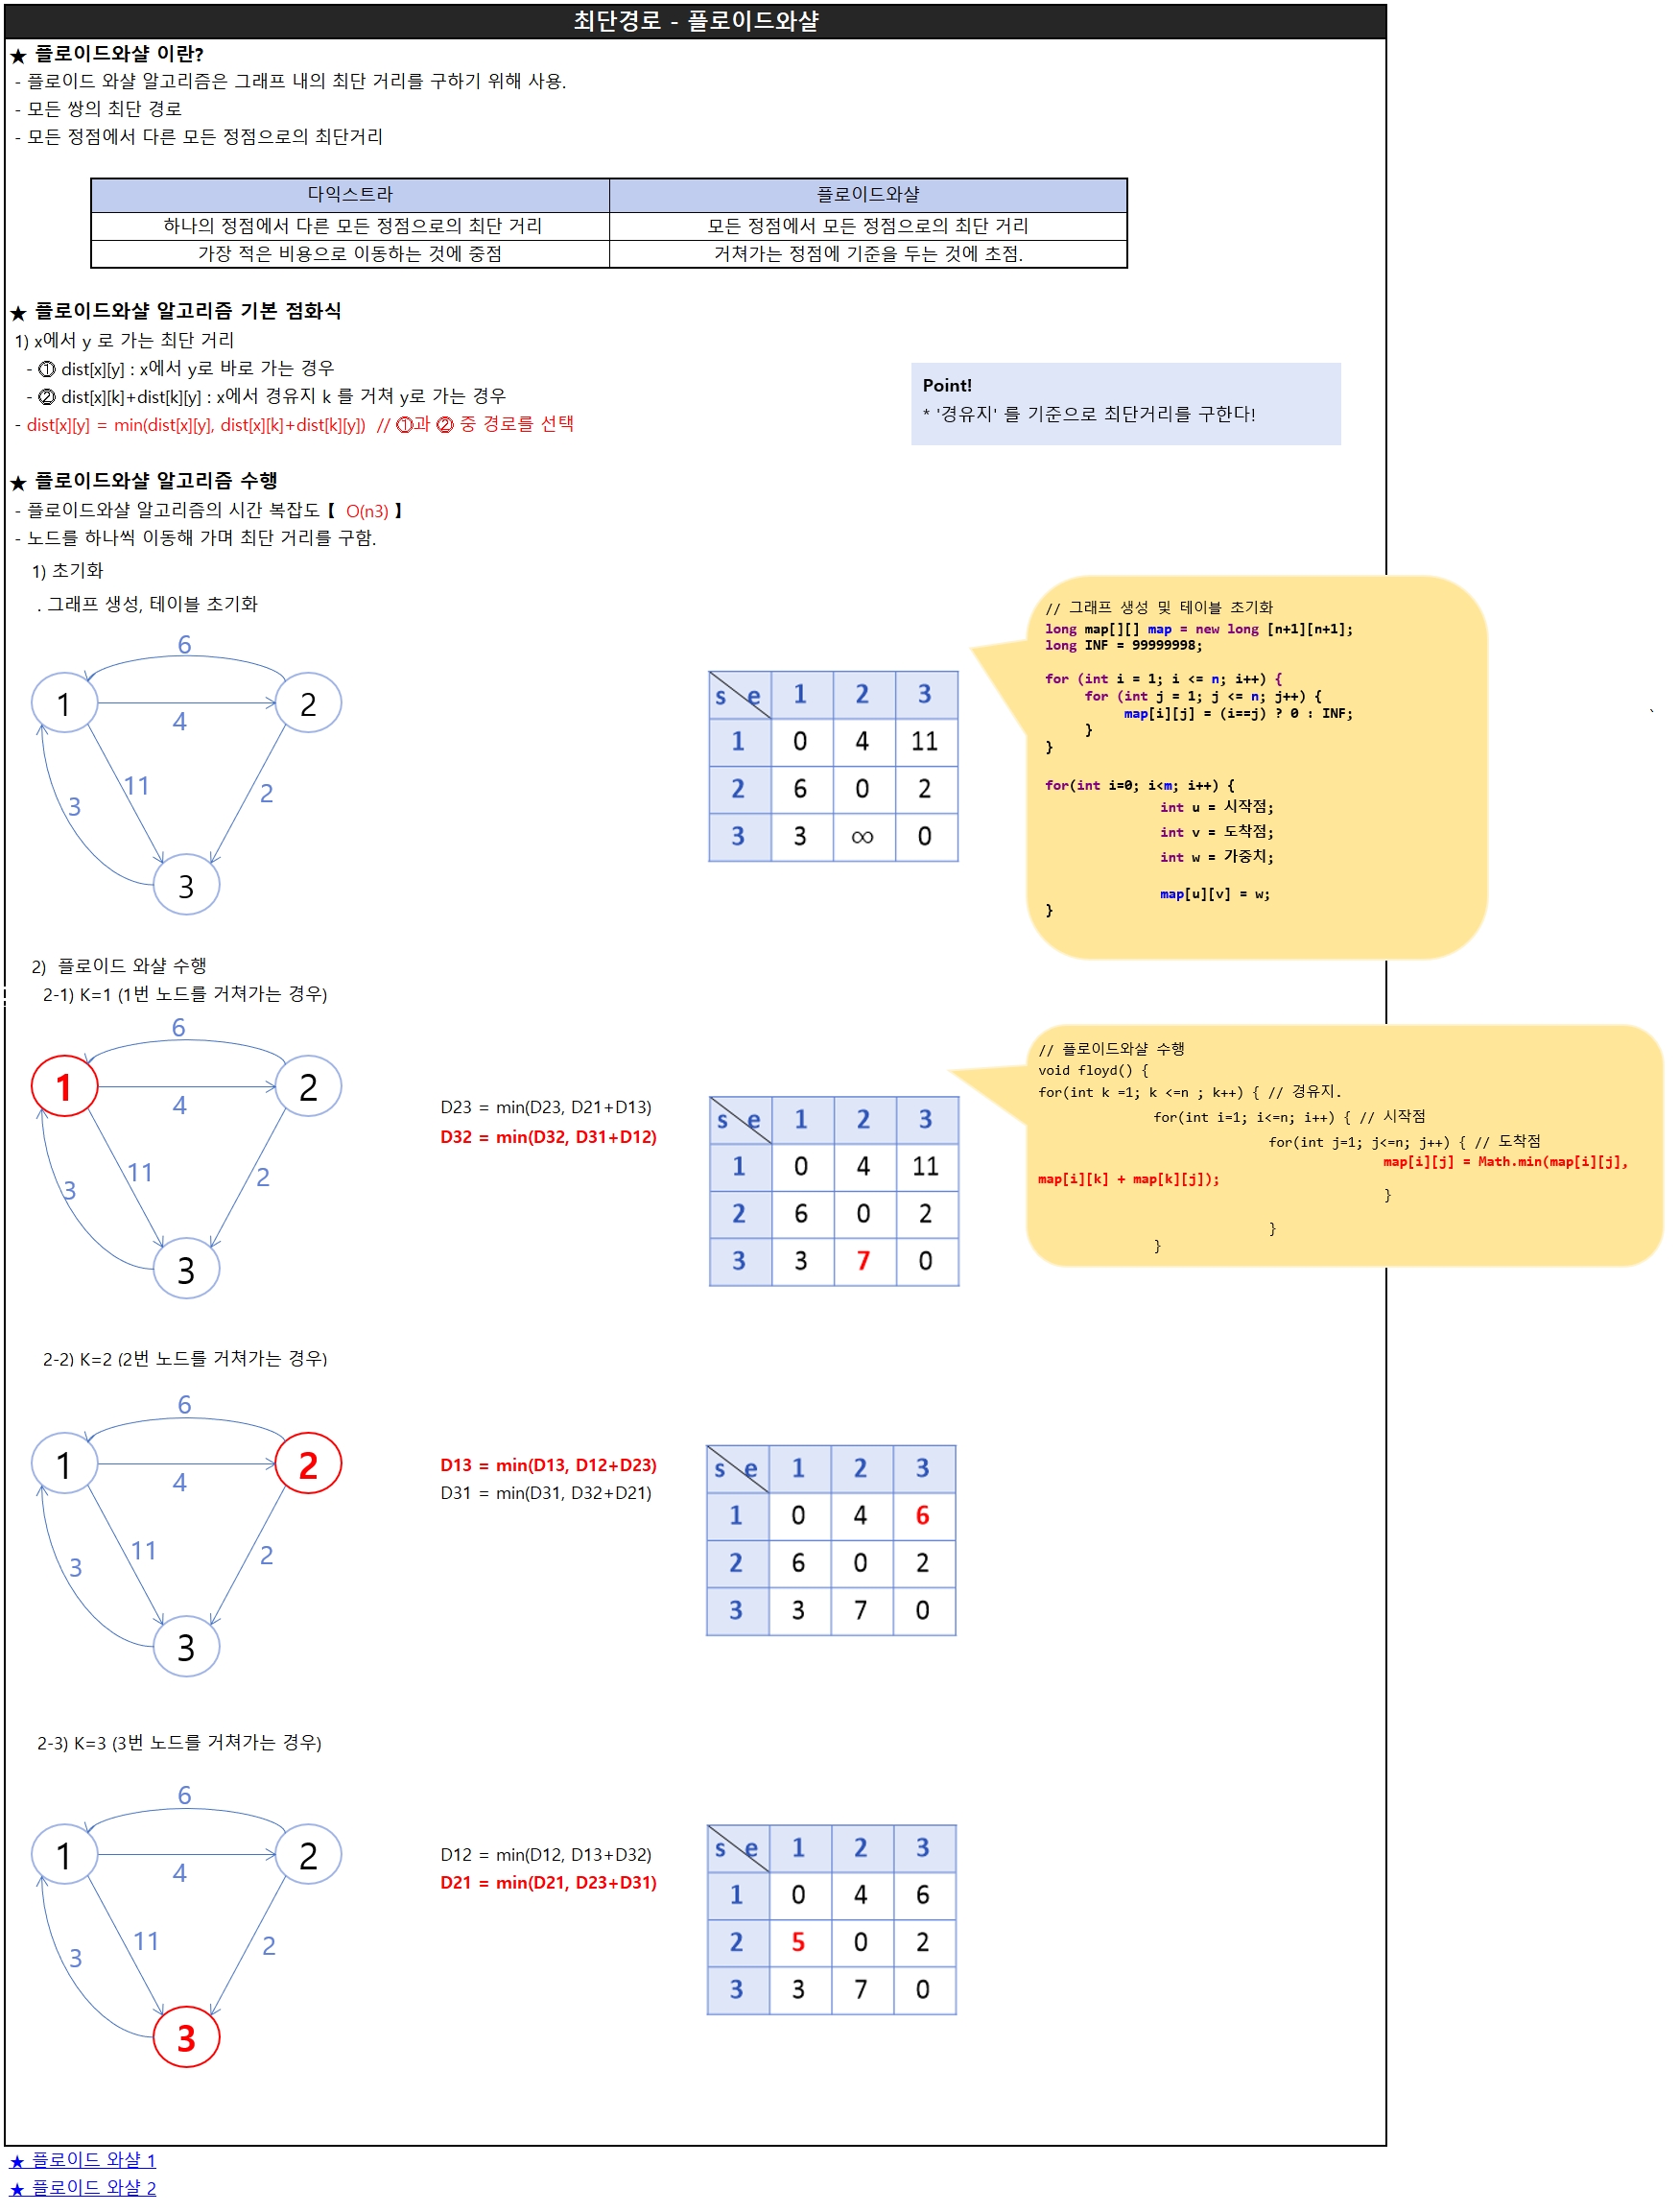 최단경로 - 플로이드와샬
★ 플로이드와샬 이란?
- 플로이드 와샬 알고리즘은 그래프 내의 최단 거리를 구하기 위해 사용.
- 모든 쌍의 최단 경로
- 모든 정점에서 다른 모든 정점으로의 최단거리
다익스트라 플로이드와샬
하나의 정점에서 다른 모든 정점으로의 최단 거리 모든 정점에서 모든 정점으로의 최단 거리
가장 적은 비용으로 이동하는 것에 중점 거쳐가는 정점에 기준을 두는 것에 초점.
★ 플로이드와샬 알고리즘 기본 점화식
1) x에서 y 로 가는 최단 거리
- ① dist[x][y] : x에서 y로 바로 가는 경우
- ② dist[x][k]+dist[k][y] : x에서 경유지 k 를 거쳐 y로 가는 경우
- dist[x][y] = min(dist[x][y], dist[x][k]+dist[k][y]) // ①과 ② 중 경로를 선택
Point!
* '경유지' 를 기준으로 최단거리를 구한다!
★ 플로이드와샬 알고리즘 수행
- 플로이드와샬 알고리즘의 시간 복잡도 【 O(n3) 】
- 노드를 하나씩 이동해 가며 최단 거리를 구함.
1) 초기화
. 그래프 생성, 테이블 초기화
6
1
2
4
11
3
2
3
s e 1 2 3
1 0 4 11
2 6 0 2
3 3 ∞ 0
// 그래프 생성 및 테이블 초기화
long map[][] map = new long [n+1][n+1];
long INF = 99999998;
for (int i = 1; i <= n; i++) {
for (int j = 1; j <= n; j++) {
map[i][j] = (i==j) ? 0 : INF;
}
}
for(int i=0; i<m; i++) {
int u = 시작점;
int v = 도착점;
int w = 가중치;
map[u][v] = w;
}
`
2) 플로이드 와샬 수행
2-1) K=1 (1번 노드를 거쳐가는 경우)
6
1
2
4
11
3
2
3
D23 = min(D23, D21+D13)
D32 = min(D32, D31+D12)
s e 1 2 3
1 0 4 11
2 6 0 2
3 3 7 0
// 플로이드와샬 수행
void floyd() {
for(int k =1; k <=n ; k++) { // 경유지.
for(int i=1; i<=n; i++) { // 시작점
for(int j=1; j<=n; j++) { // 도착점
map[i][j] = Math.min(map[i][j],
map[i][k] + map[k][j]);
}
}
}
2-2) K=2 (2번 노드를 거쳐가는 경우)
6
1
2
4
11
3
2
3
D13 = min(D13, D12+D23)
D31 = min(D31, D32+D21)
s e 1 2 3
1 0 4 6
2 6 0 2
3 3 7 0
2-3) K=3 (3번 노드를 거쳐가는 경우)
6
1
2
4
11
3
2
3
D12 = min(D12, D13+D32)
D21 = min(D21, D23+D31)
s e 1 2 3
1 0 4 6
2 5 0 2
3 3 7 0
★ 플로이드 와샬 1
★ 플로이드 와샬 2